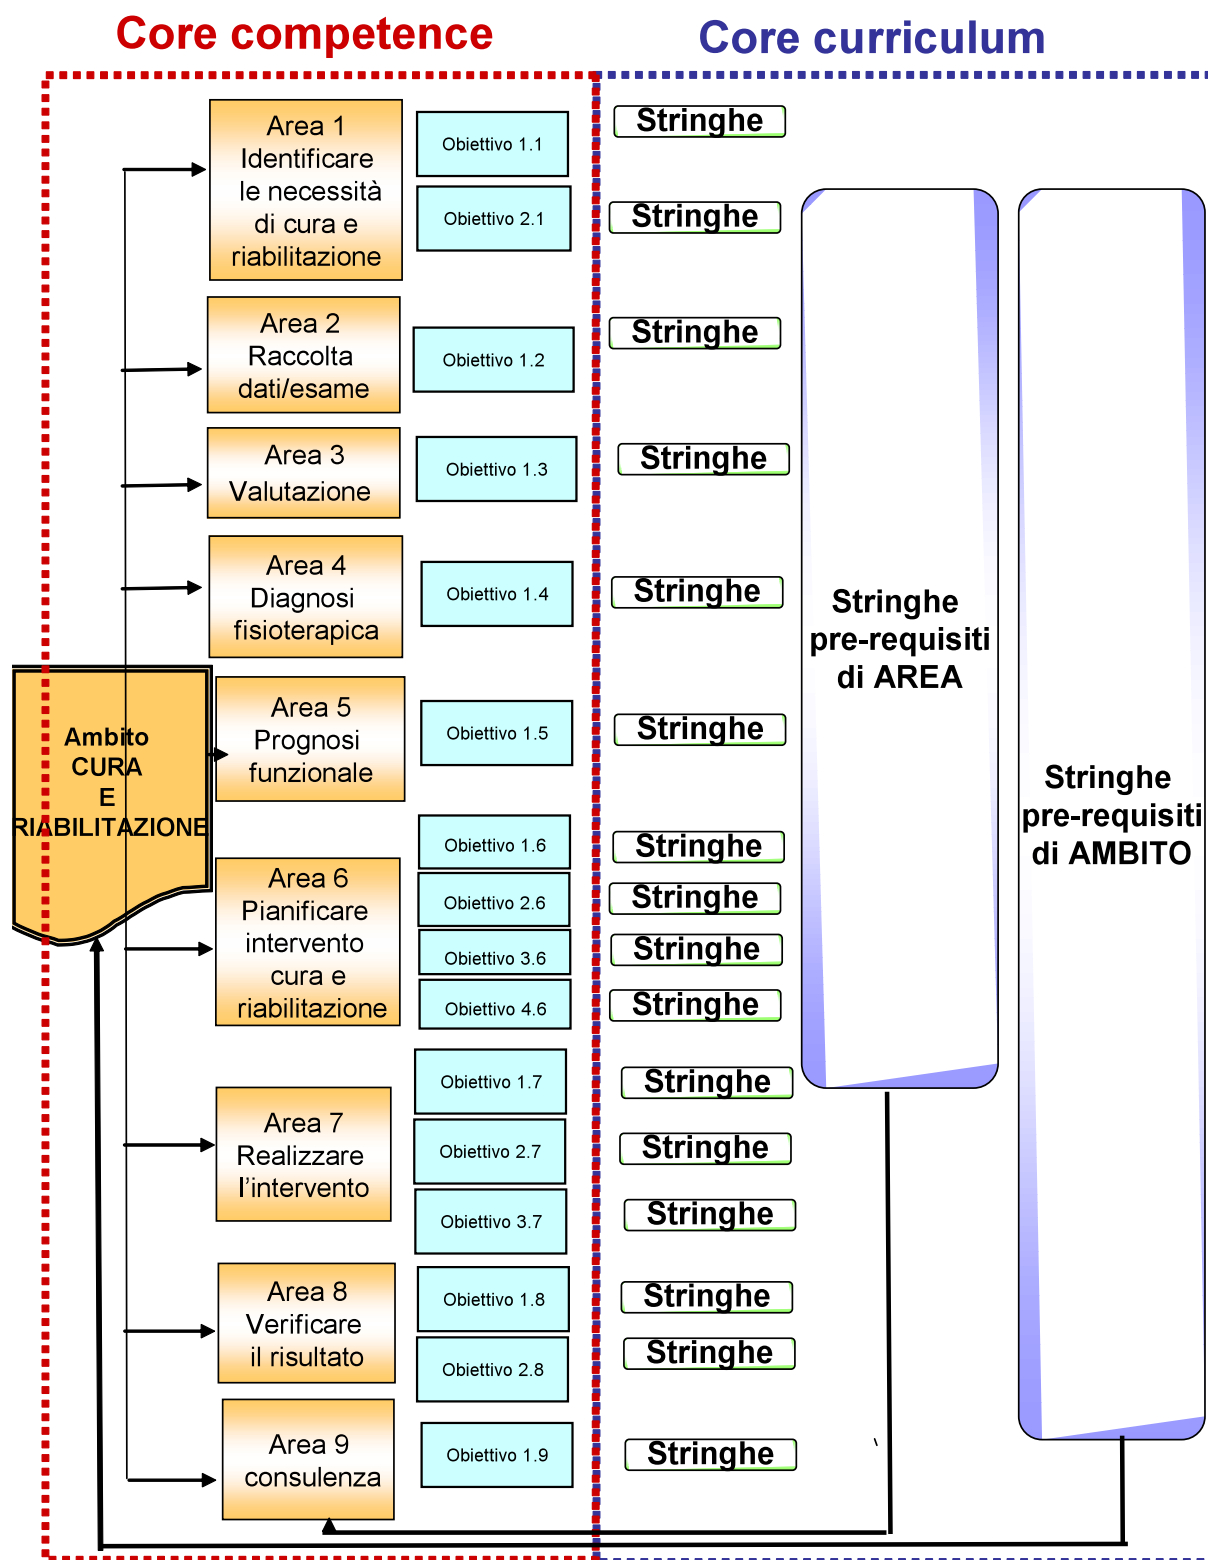 Core competence
Core curriculum
Area 1
Identificare
le necessità
di cura e
riabilitazione
Obiettivo 1.1
Stringhe
Obiettivo 2.1
Stringhe
Area 2
Raccolta
dati/esame
Obiettivo 1.2
Stringhe
Area 3
Valutazione
Obiettivo 1.3
Stringhe
Area 4
Diagnosi
fisioterapica
Obiettivo 1.4
Stringhe
Ambito
CURA
E
RIABILITAZIONE
Area 5
Prognosi
funzionale
Obiettivo 1.5
Stringhe
Area 6
Pianificare
intervento
cura e
riabilitazione
Obiettivo 1.6
Stringhe
Obiettivo 2.6
Stringhe
Obiettivo 3.6
Stringhe
Obiettivo 4.6
Stringhe
Area 7
Realizzare
l'intervento
Obiettivo 1.7
Stringhe
Obiettivo 2.7
Stringhe
Obiettivo 3.7
Stringhe
Area 8
Verificare
il risultato
Obiettivo 1.8
Stringhe
Obiettivo 2.8
Stringhe
Area 9
consulenza
Obiettivo 1.9
Stringhe
Stringhe
pre-requisiti
di AREA
Stringhe
pre-requisiti
di AMBITO